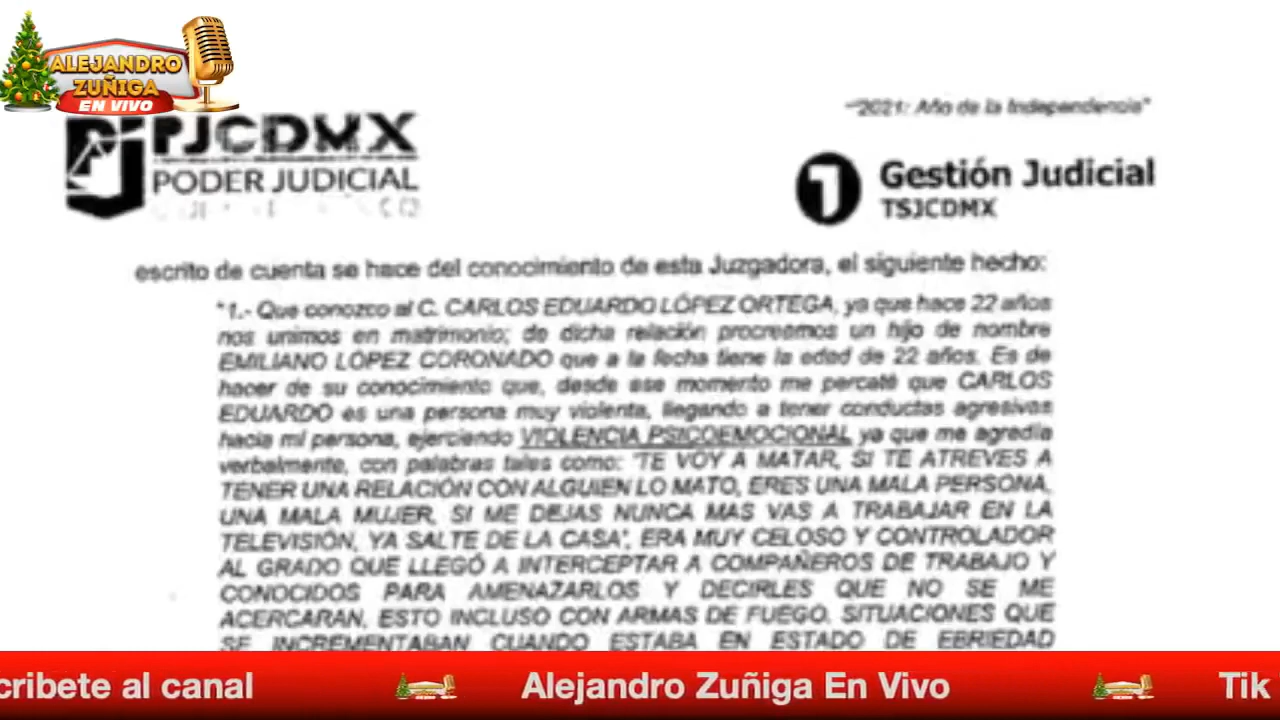 ALEJANDRO
ZUÑIGA
EN VIVO
"2021: Año de la Independencia"
PJCDMX
PODER JUDICIAL
Gestión Judicial
TSJCDMX
escrito de cuenta se hace del conocimiento de esta Juzgadora, el siguiente hecho:
"1.- Que conozco al C. CARLOS EDUARDO LÓPEZ ORTEGA, ya que hace 22 años
nos unimos en matrimonio; de dicha relación procreamos un hijo de nombre
EMILIANO LÓPEZ CORONADO que a la fecha tiene la edad de 22 años. Es de
hacer de su conocimiento que, desde ese momento me percaté que CARLOS
EDUARDO es una persona muy violenta, llegando a tener conductas agresivas
hacia mi persona, ejerciendo VIOLENCIA PSICOEMOCIONAL ya que me agredía
verbalmente, con palabras tales como: "TE VOY A MATAR, SI TE ATREVES A
TENER UNA RELACIÓN CON ALGUIEN LO MATO, ERES UNA MALA PERSONA,
UNA MALA MUJER, SI ME DEJAS NUNCA MAS VAS A TRABAJAR EN LA
TELEVISIÓN, YA SALTE DE LA CASA", ERA MUY CELOSO Y CONTROLADOR
AL GRADO QUE LLEGÓ A INTERCEPTAR A COMPAÑEROS DE TRABAJO Y
CONOCIDOS PARA AMENAZARLOS Y DECIRLES QUE NO SE ME
ACERCARAN, ESTO INCLUSO CON ARMAS DE FUEGO, SITUACIONES QUE
SE INCREMENTABAN CUANDO ESTABA EN ESTADO DE EBRIEDAD
cribete al canal
Alejandro Zuñiga En Vivo
Tik